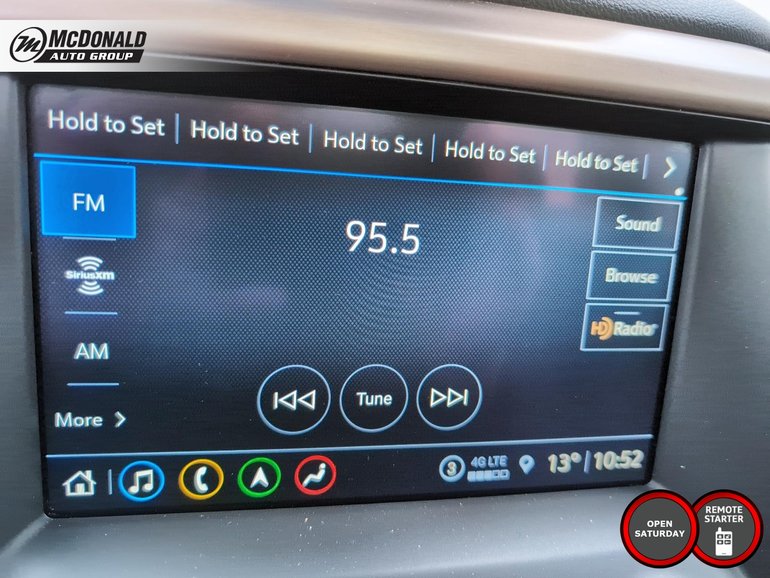 McDONALD
AUTO GROUP
Hold to Set | Hold to Set | Hold to Set | Hold to Set | Hold to Set |
FM
95.5
Sound
SiriusXM
Browse
HD Radio
AM
Tune
More
3 4G LTE 13° | 10:52
OPEN
SATURDAY
REMOTE
STARTER